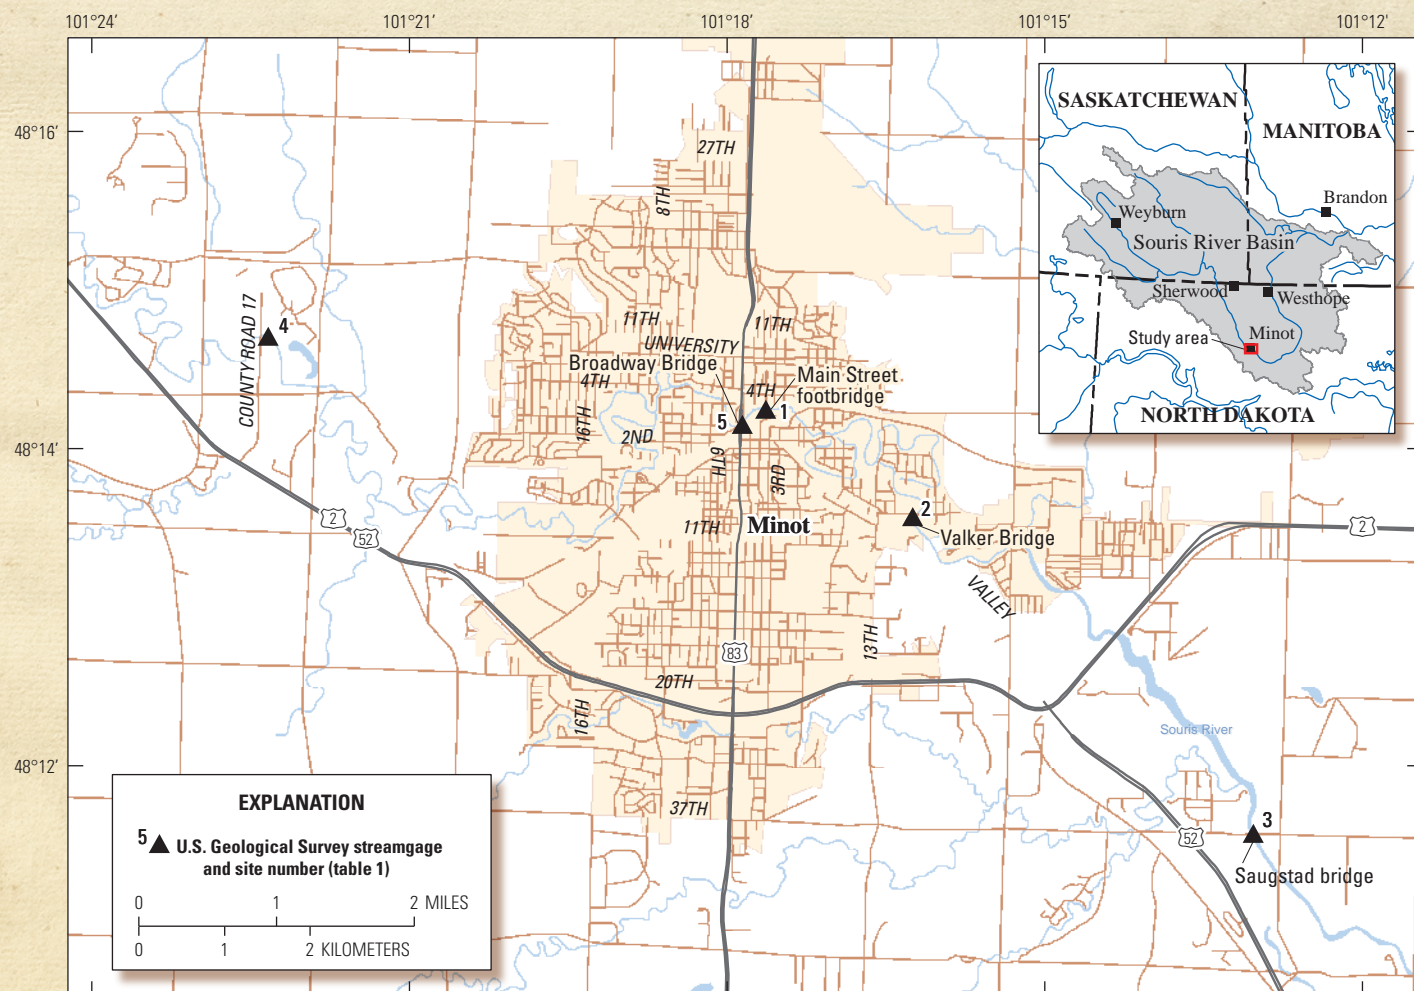 101°24'
101°21'
101°18'
101°15'
101°12'
48°16'
48°14'
48°12'
SASKATCHEWAN
MANITOBA
Brandon
Weyburn
Souris River Basin
Sherwood
Westhope
Study area
Minot
NORTH DAKOTA
27TH
8TH
COUNTY ROAD 17
4
11TH
11TH
UNIVERSITY
Broadway Bridge
4TH
4TH
Main Street
footbridge
1
5
16TH
2ND
6TH
3RD
2
Valker Bridge
11TH
Minot
2
52
2
VALLEY
13TH
83
20TH
16TH
Souris River
37TH
3
52
Saugstad bridge
EXPLANATION
5 U.S. Geological Survey streamgage
and site number (table 1)
0 1 2 MILES
0 1 2 KILOMETERS